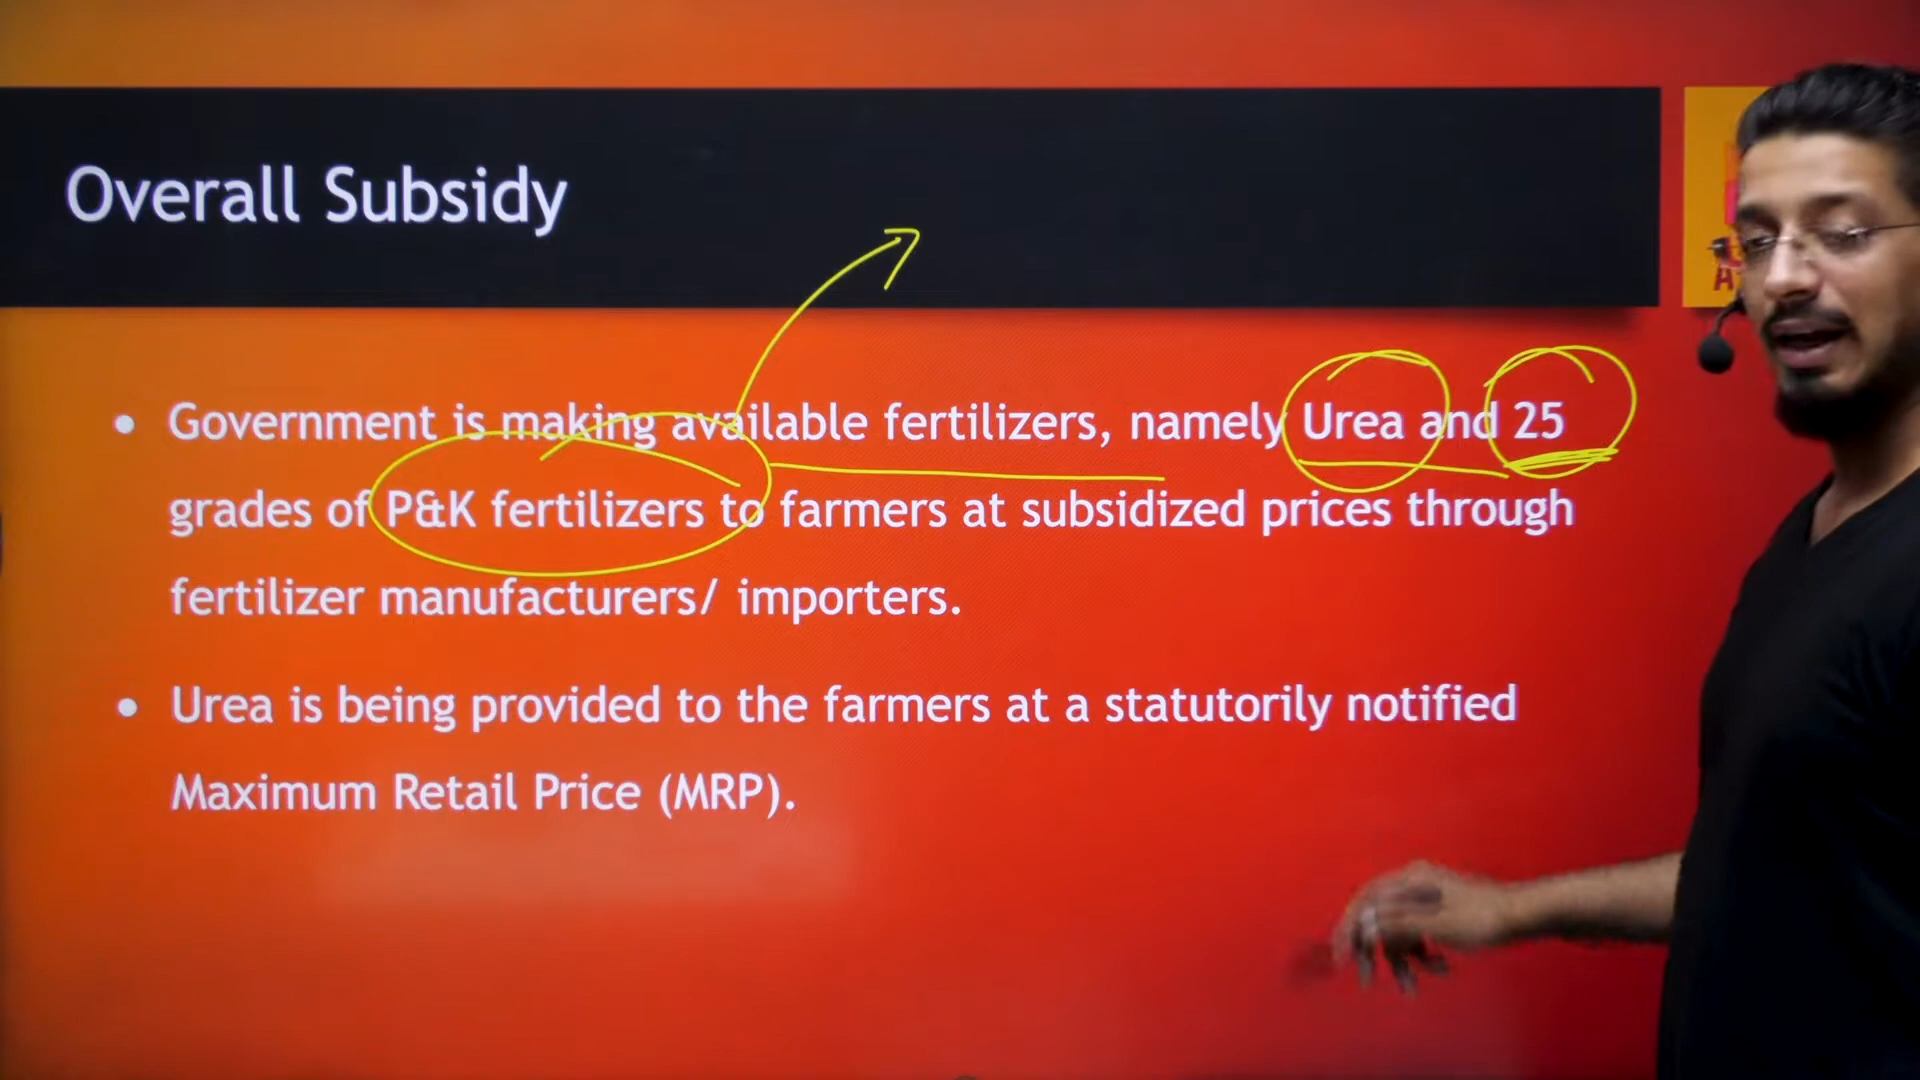 Overall Subsidy
• Government is making available fertilizers, namely Urea and 25
grades of P&K fertilizers to farmers at subsidized prices through
fertilizer manufacturers/ importers.
• Urea is being provided to the farmers at a statutorily notified
Maximum Retail Price (MRP).